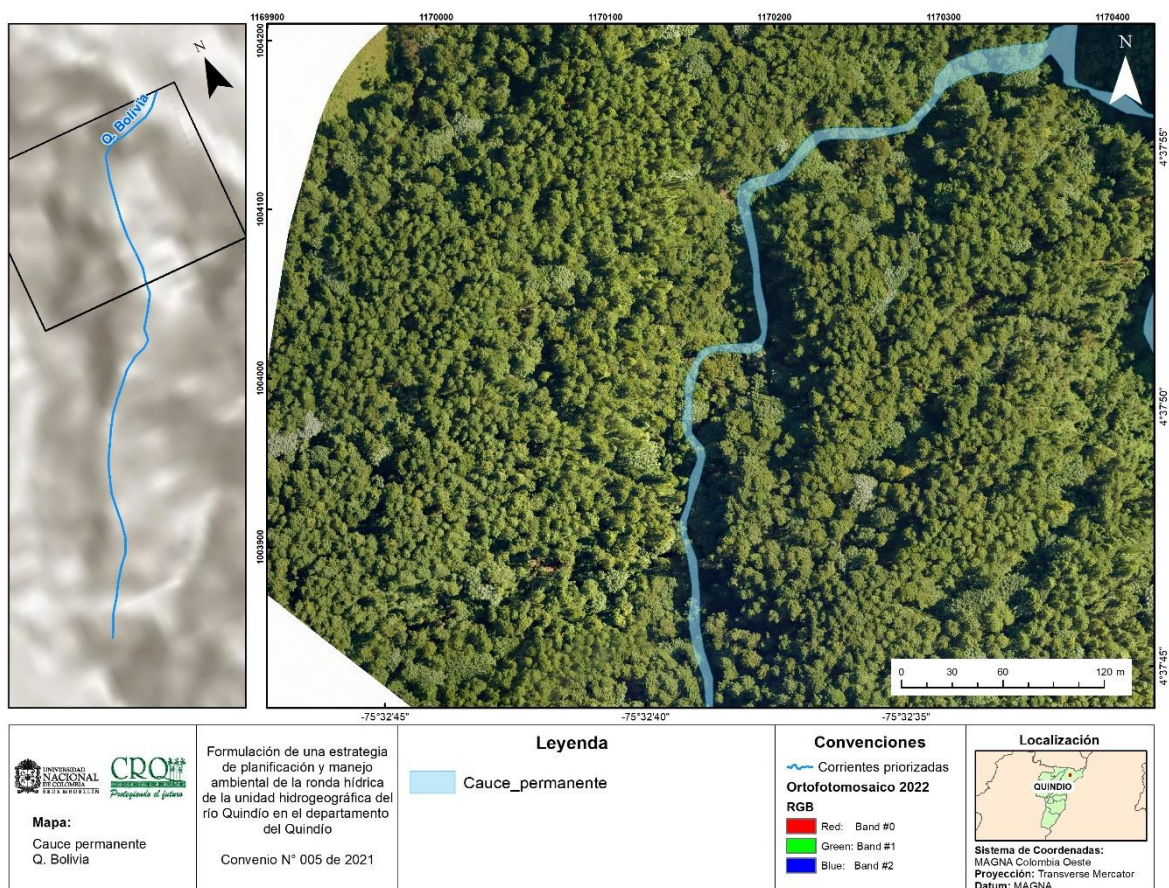 N
Q. Bolivia
1169900
1170000
1170100
1170200
1170300
1170400
N
1004200
1004100
1004000
1003900
4°37'55"
4°37'50"
4°37'45"
0 30 60 120 m
-75°32'45"
-75°32'40"
-75°32'35"
UNIVERSIDAD
NACIONAL
DE COLOMBIA
SEDE MEDELLÍN
CRQ
Protegiendo el futuro
Mapa:
Cauce permanente
Q. Bolivia
Formulación de una estrategia
de planificación y manejo
ambiental de la ronda hídrica
de la unidad hidrogeográfica del
río Quindío en el departamento
del Quindío
Convenio N° 005 de 2021
Leyenda
Cauce_permanente
Convenciones
Corrientes priorizadas
Ortofotomosaico 2022
RGB
Red: Band #0
Green: Band #1
Blue: Band #2
Localización
QUINDIO
Sistema de Coordenadas:
MAGNA Colombia Oeste
Proyección: Transverse Mercator
Datum: MAGNA